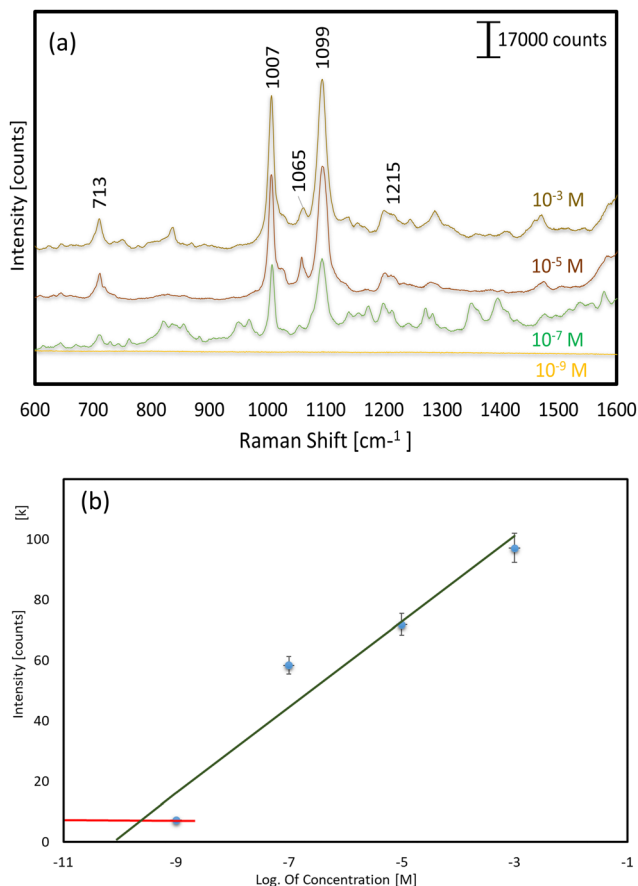 (a)
17000 counts
1007
1099
1065
713
1215
10-3 M
10-5 M
10-7 M
10-9 M
Intensity [counts]
600 700 800 900 1000 1100 1200 1300 1400 1500 1600
Raman Shift [cm-1 ]
(b)
[k]
Intensity [counts]
100
80
60
40
20
0
-11 -9 -7 -5 -3 -1
Log. Of Concentration [M]